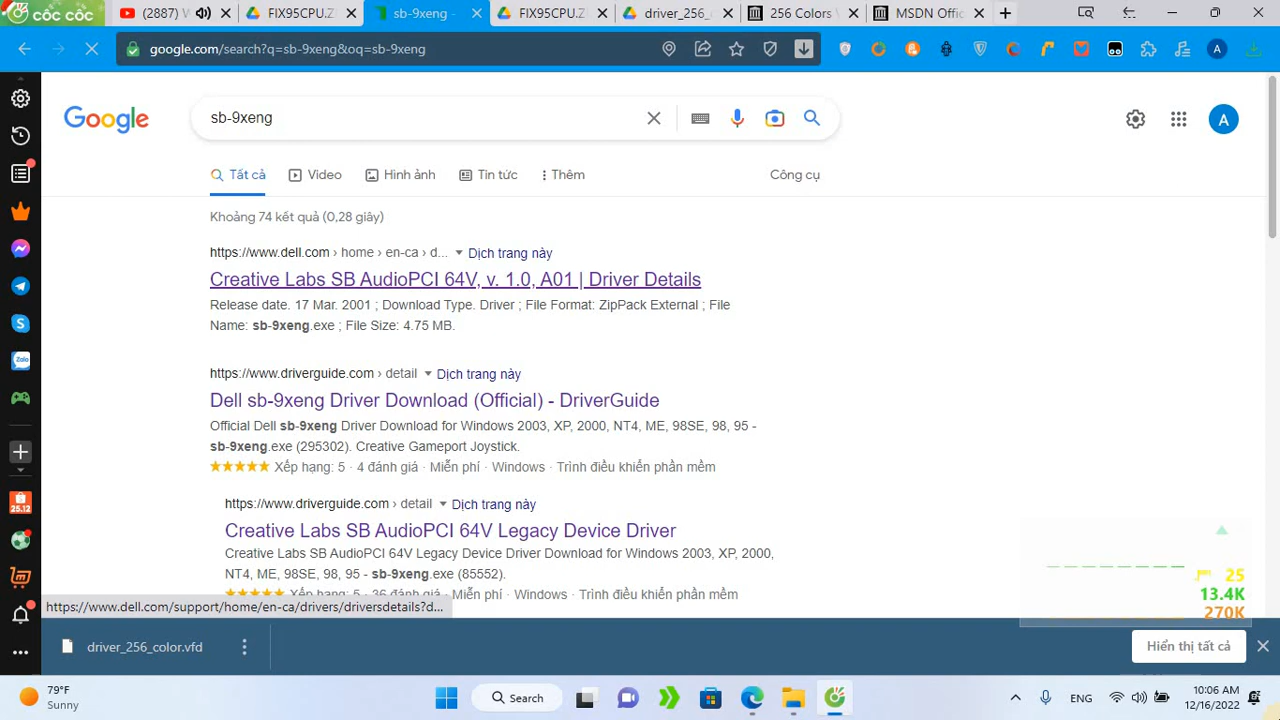 cốc cốc
(2887) W
FIX95CPU.Z
sb-9xeng -
FIX95CPU.Z
driver_256_
256 Colors V
MSDN Offi
google.com/search?q=sb-9xeng&oq=sb-9xeng
A
Google
sb-9xeng
A
Tất cả
Video
Hình ảnh
Tin tức
Thêm
Công cụ
Khoảng 74 kết quả (0,28 giây)
https://www.dell.com › home › en-ca › d... Dịch trang này
Creative Labs SB AudioPCI 64V, v. 1.0, A01 | Driver Details
Release date. 17 Mar. 2001 ; Download Type. Driver ; File Format: ZipPack External ; File
Name: sb-9xeng.exe ; File Size: 4.75 MB.
https://www.driverguide.com › detail Dịch trang này
Dell sb-9xeng Driver Download (Official) - DriverGuide
Official Dell sb-9xeng Driver Download for Windows 2003, XP, 2000, NT4, ME, 98SE, 98, 95 -
sb-9xeng.exe (295302). Creative Gameport Joystick.
Xếp hạng: 5 · 4 đánh giá · Miễn phí · Windows · Trình điều khiển phần mềm
https://www.driverguide.com › detail Dịch trang này
Creative Labs SB AudioPCI 64V Legacy Device Driver
Creative Labs SB AudioPCI 64V Legacy Device Driver Download for Windows 2003, XP, 2000,
NT4, ME, 98SE, 98, 95 - sb-9xeng.exe (85552).
Xếp hạng: 5 · 36 đánh giá · Miễn phí · Windows · Trình điều khiển phần mềm
25
13.4K
270K
Zalo
25.12
https://www.dell.com/support/home/en-ca/drivers/driversdetails?d...
driver_256_color.vfd
Hiển thị tất cả
79°F
Sunny
Search
ENG
10:06 AM
12/16/2022